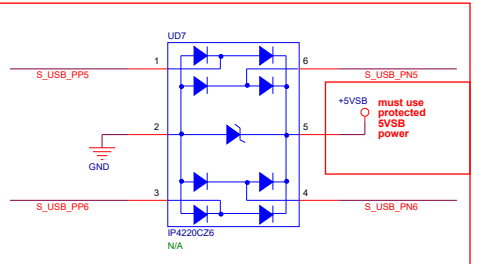 UD7
1
6
S_USB_PP5
S_USB_PN5
+5VSB
must use
protected
5VSB
power
2
5
GND
3
4
S_USB_PP6
S_USB_PN6
IP4220CZ6
N/A